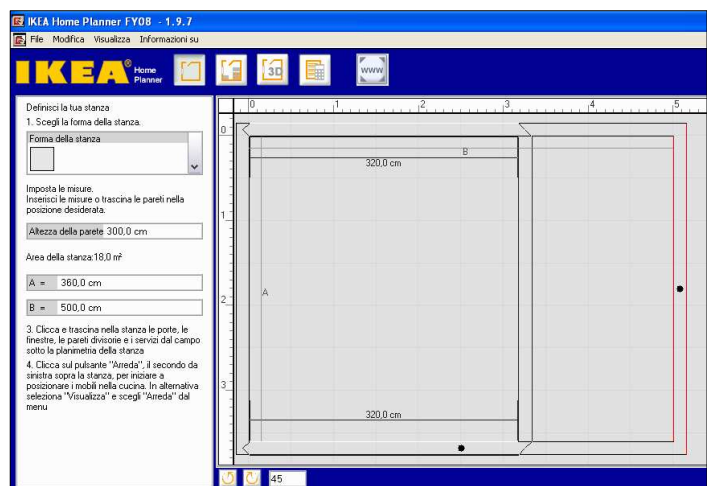 IKEA Home Planner FY08 - 1.9.7
File Modifica Visualizza Informazioni su
IKEA® Home Planner
3D
www
Definisci la tua stanza
1. Scegli la forma della stanza.
Forma della stanza
Imposta le misure.
Inserisci le misure o trascina le pareti nella
posizione desiderata.
Altezza della parete 300,0 cm
Area della stanza:18,0 m²
A = 360,0 cm
B = 500,0 cm
3. Clicca e trascina nella stanza le porte, le
finestre, le pareti divisorie e i servizi dal campo
sotto la planimetria della stanza
4. Clicca sul pulsante "Arreda", il secondo da
sinistra sopra la stanza, per iniziare a
posizionare i mobili nella cucina. In alternativa
seleziona "Visualizza" e scegli "Arreda" dal
menu
0 1 2 3 4 5
0
B
320,0 cm
1
A
2
3
320,0 cm
45